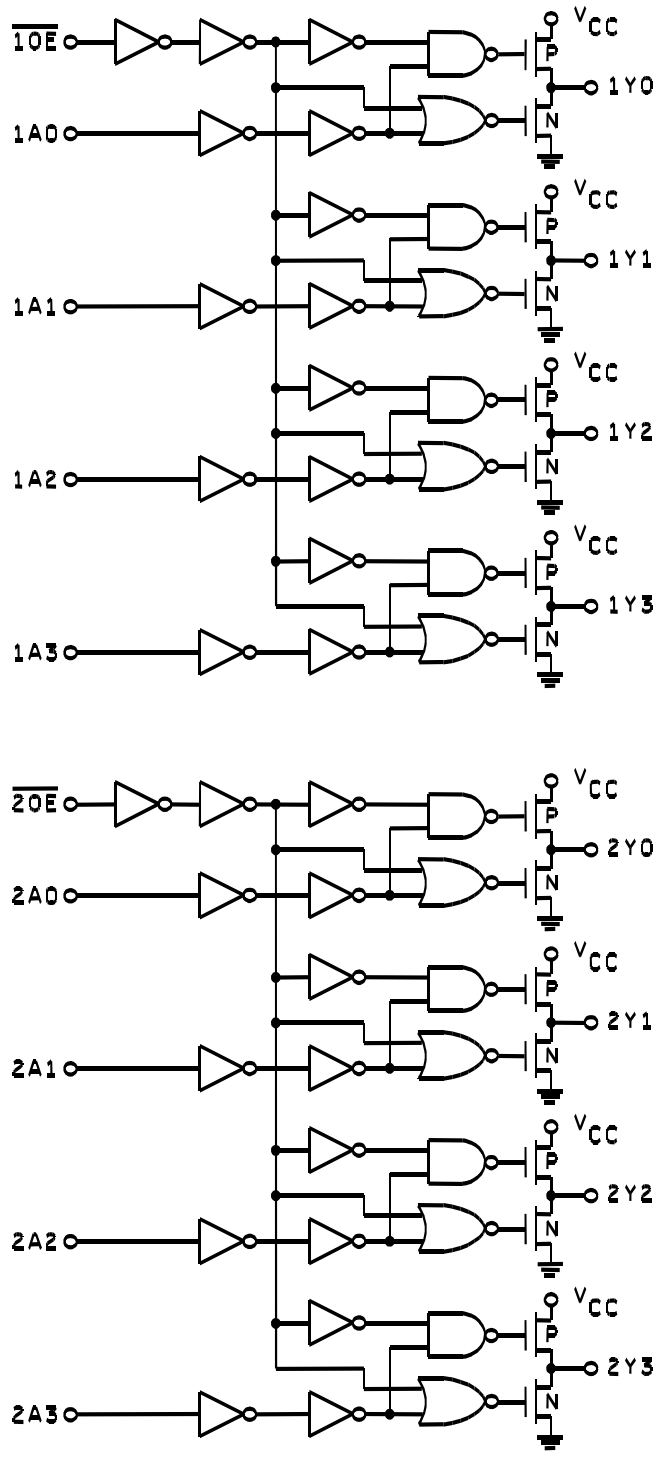 VCC
1OE P
1Y0
1A0 N
VCC
P
1Y1
1A1 N
VCC
P
1Y2
1A2 N
VCC
P
1Y3
1A3 N
VCC
2OE P
2Y0
2A0 N
VCC
P
2Y1
2A1 N
VCC
P
2Y2
2A2 N
VCC
P
2Y3
2A3 N